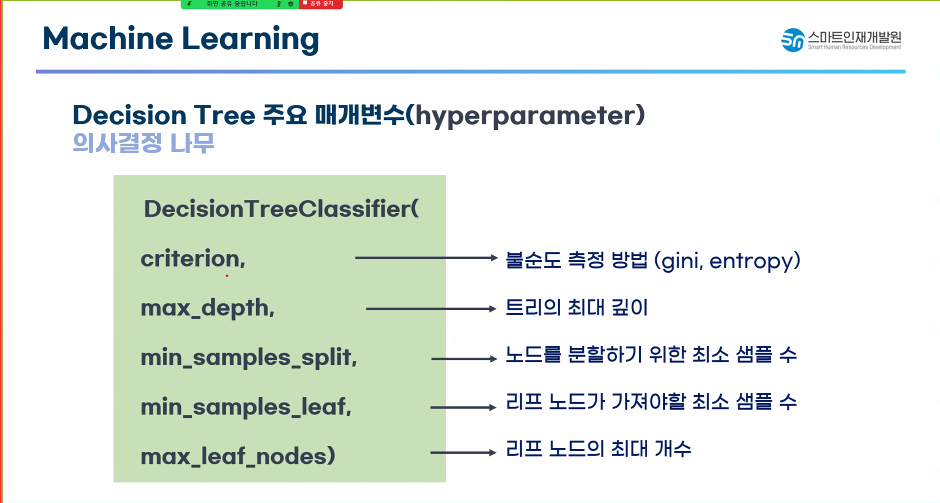 화면 공유 중입니다 공유 중지
Machine Learning
스마트인재개발원
Smart Human Resources Development
Decision Tree 주요 매개변수(hyperparameter)
의사결정 나무
DecisionTreeClassifier(
criterion, 불순도 측정 방법 (gini, entropy)
max_depth, 트리의 최대 깊이
min_samples_split, 노드를 분할하기 위한 최소 샘플 수
min_samples_leaf, 리프 노드가 가져야할 최소 샘플 수
max_leaf_nodes) 리프 노드의 최대 개수